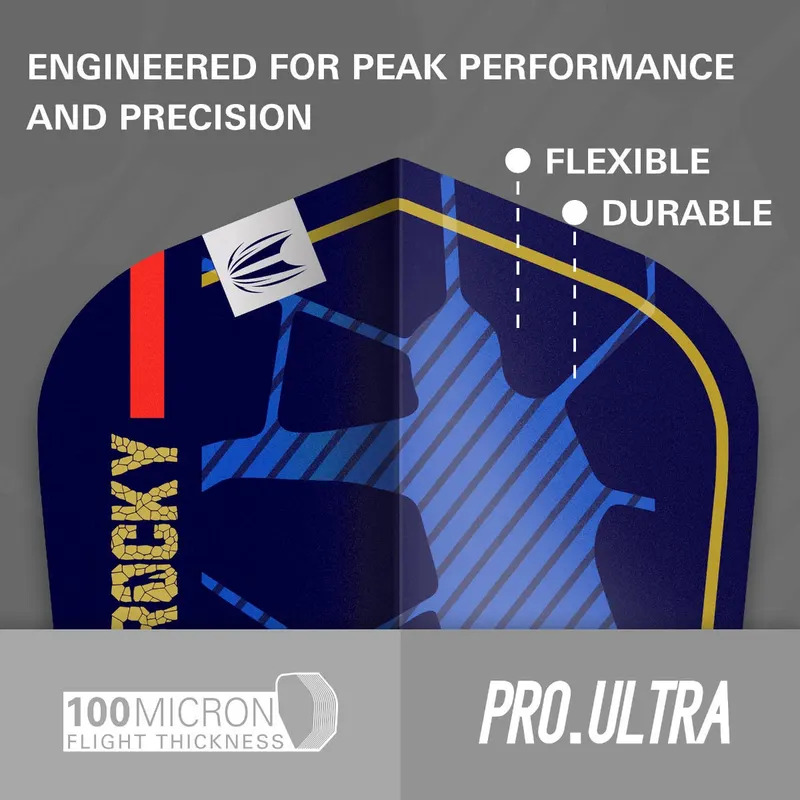 ENGINEERED FOR PEAK PERFORMANCE
AND PRECISION
FLEXIBLE
DURABLE
ROCKY
100MICRON
FLIGHT THICKNESS
PRO.ULTRA